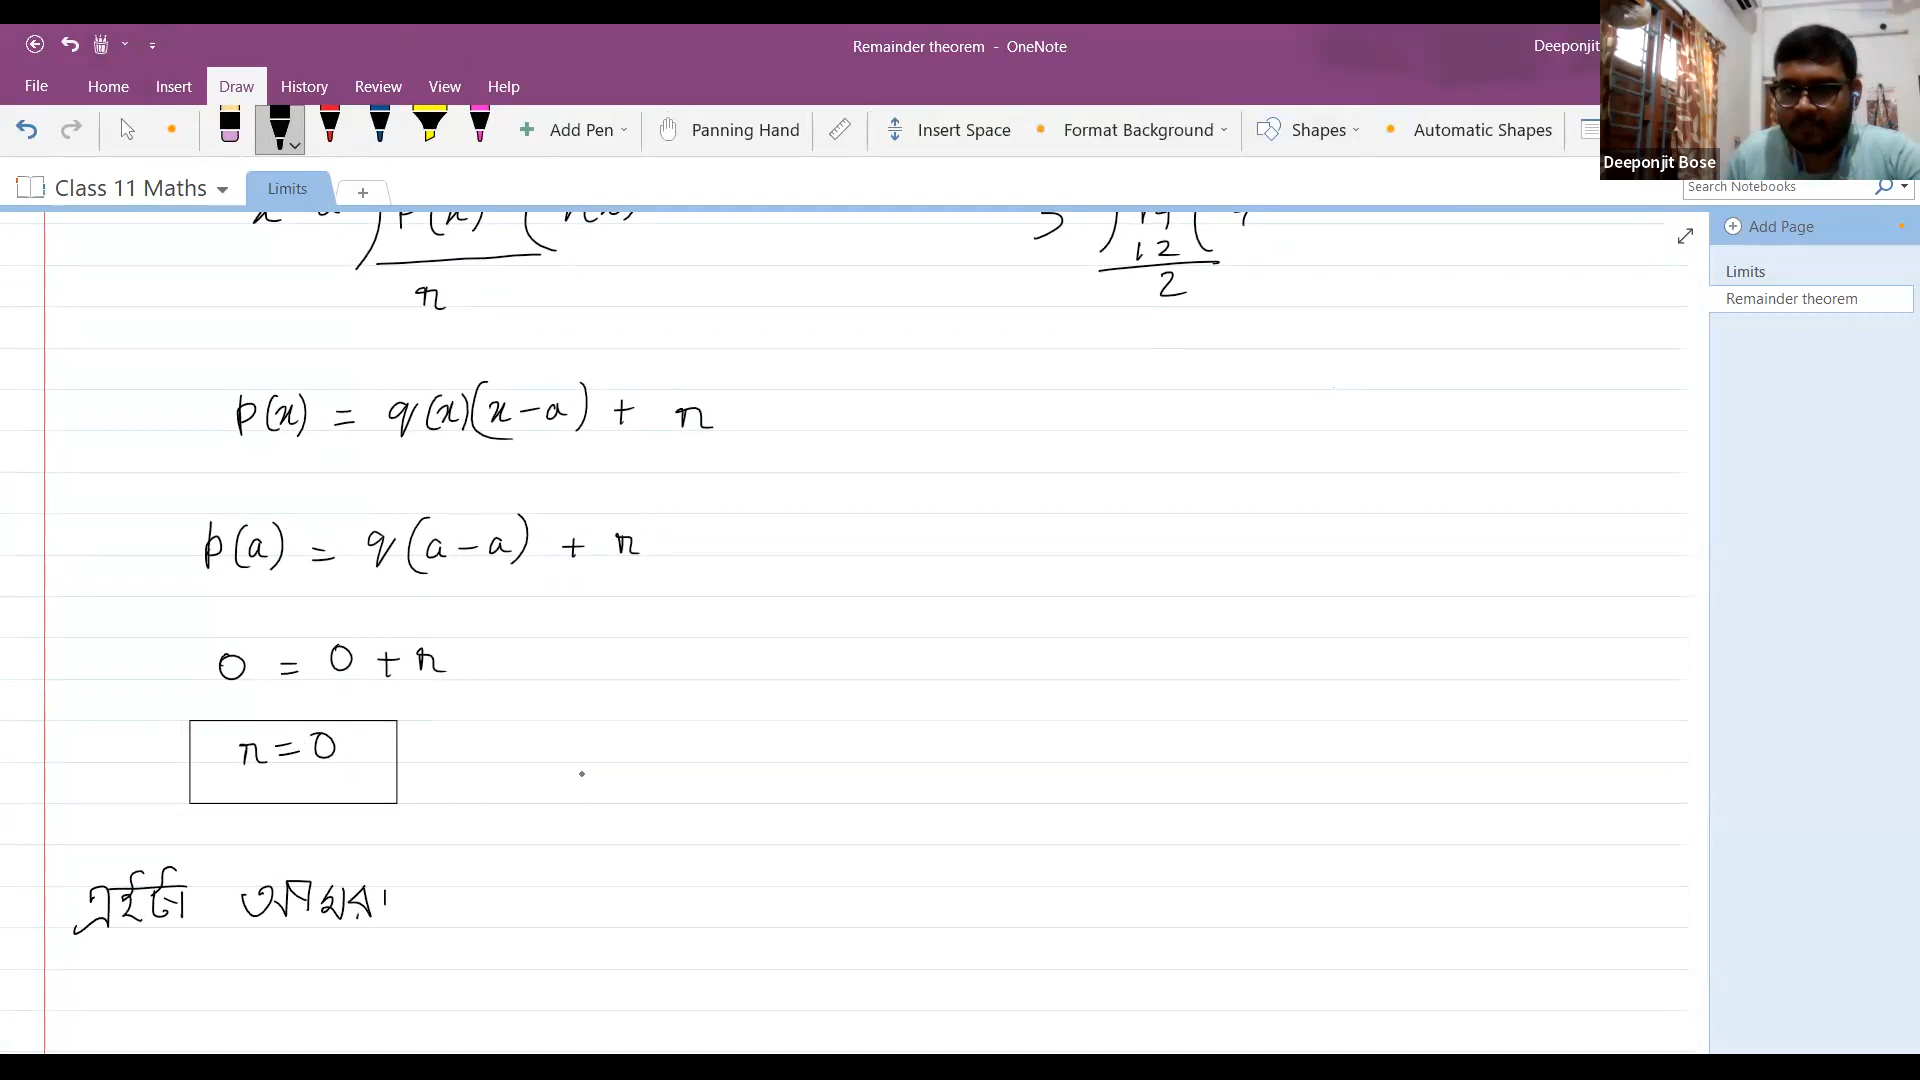 Remainder theorem - OneNote
Deeponjit
File Home Insert Draw History Review View Help
Add Pen Panning Hand Insert Space Format Background Shapes Automatic Shapes
Deeponjit Bose
Class 11 Maths Limits
Search Notebooks
Add Page
Limits
Remainder theorem
12
2
r
p(x) = q(x)(x-a) + r
p(a) = q(a-a) + r
0 = 0 + r
r = 0